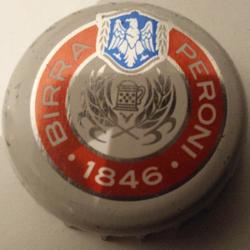 BIRRA PERONI
· 1846 ·